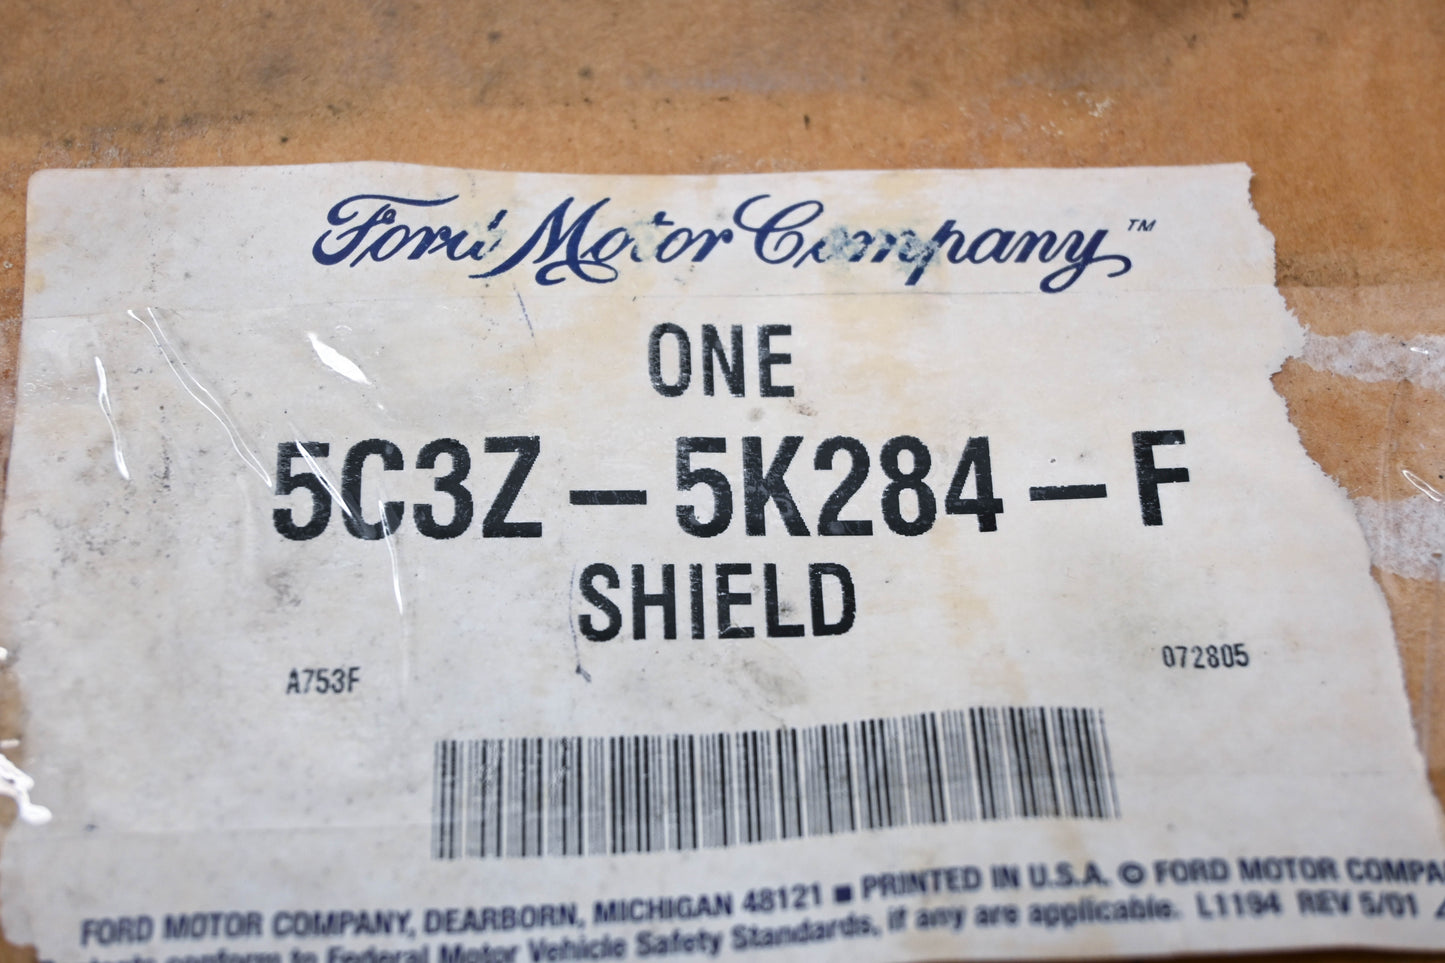 Ford Motor Company™
ONE
5C3Z-5K284-F
SHIELD
A753F
072805
FORD MOTOR COMPANY, DEARBORN, MICHIGAN 48121 ■ PRINTED IN U.S.A. © FORD MOTOR COMPA
conform to Federal Motor Vehicle Safety Standards, if any are applicable. L1194 REV 5/01